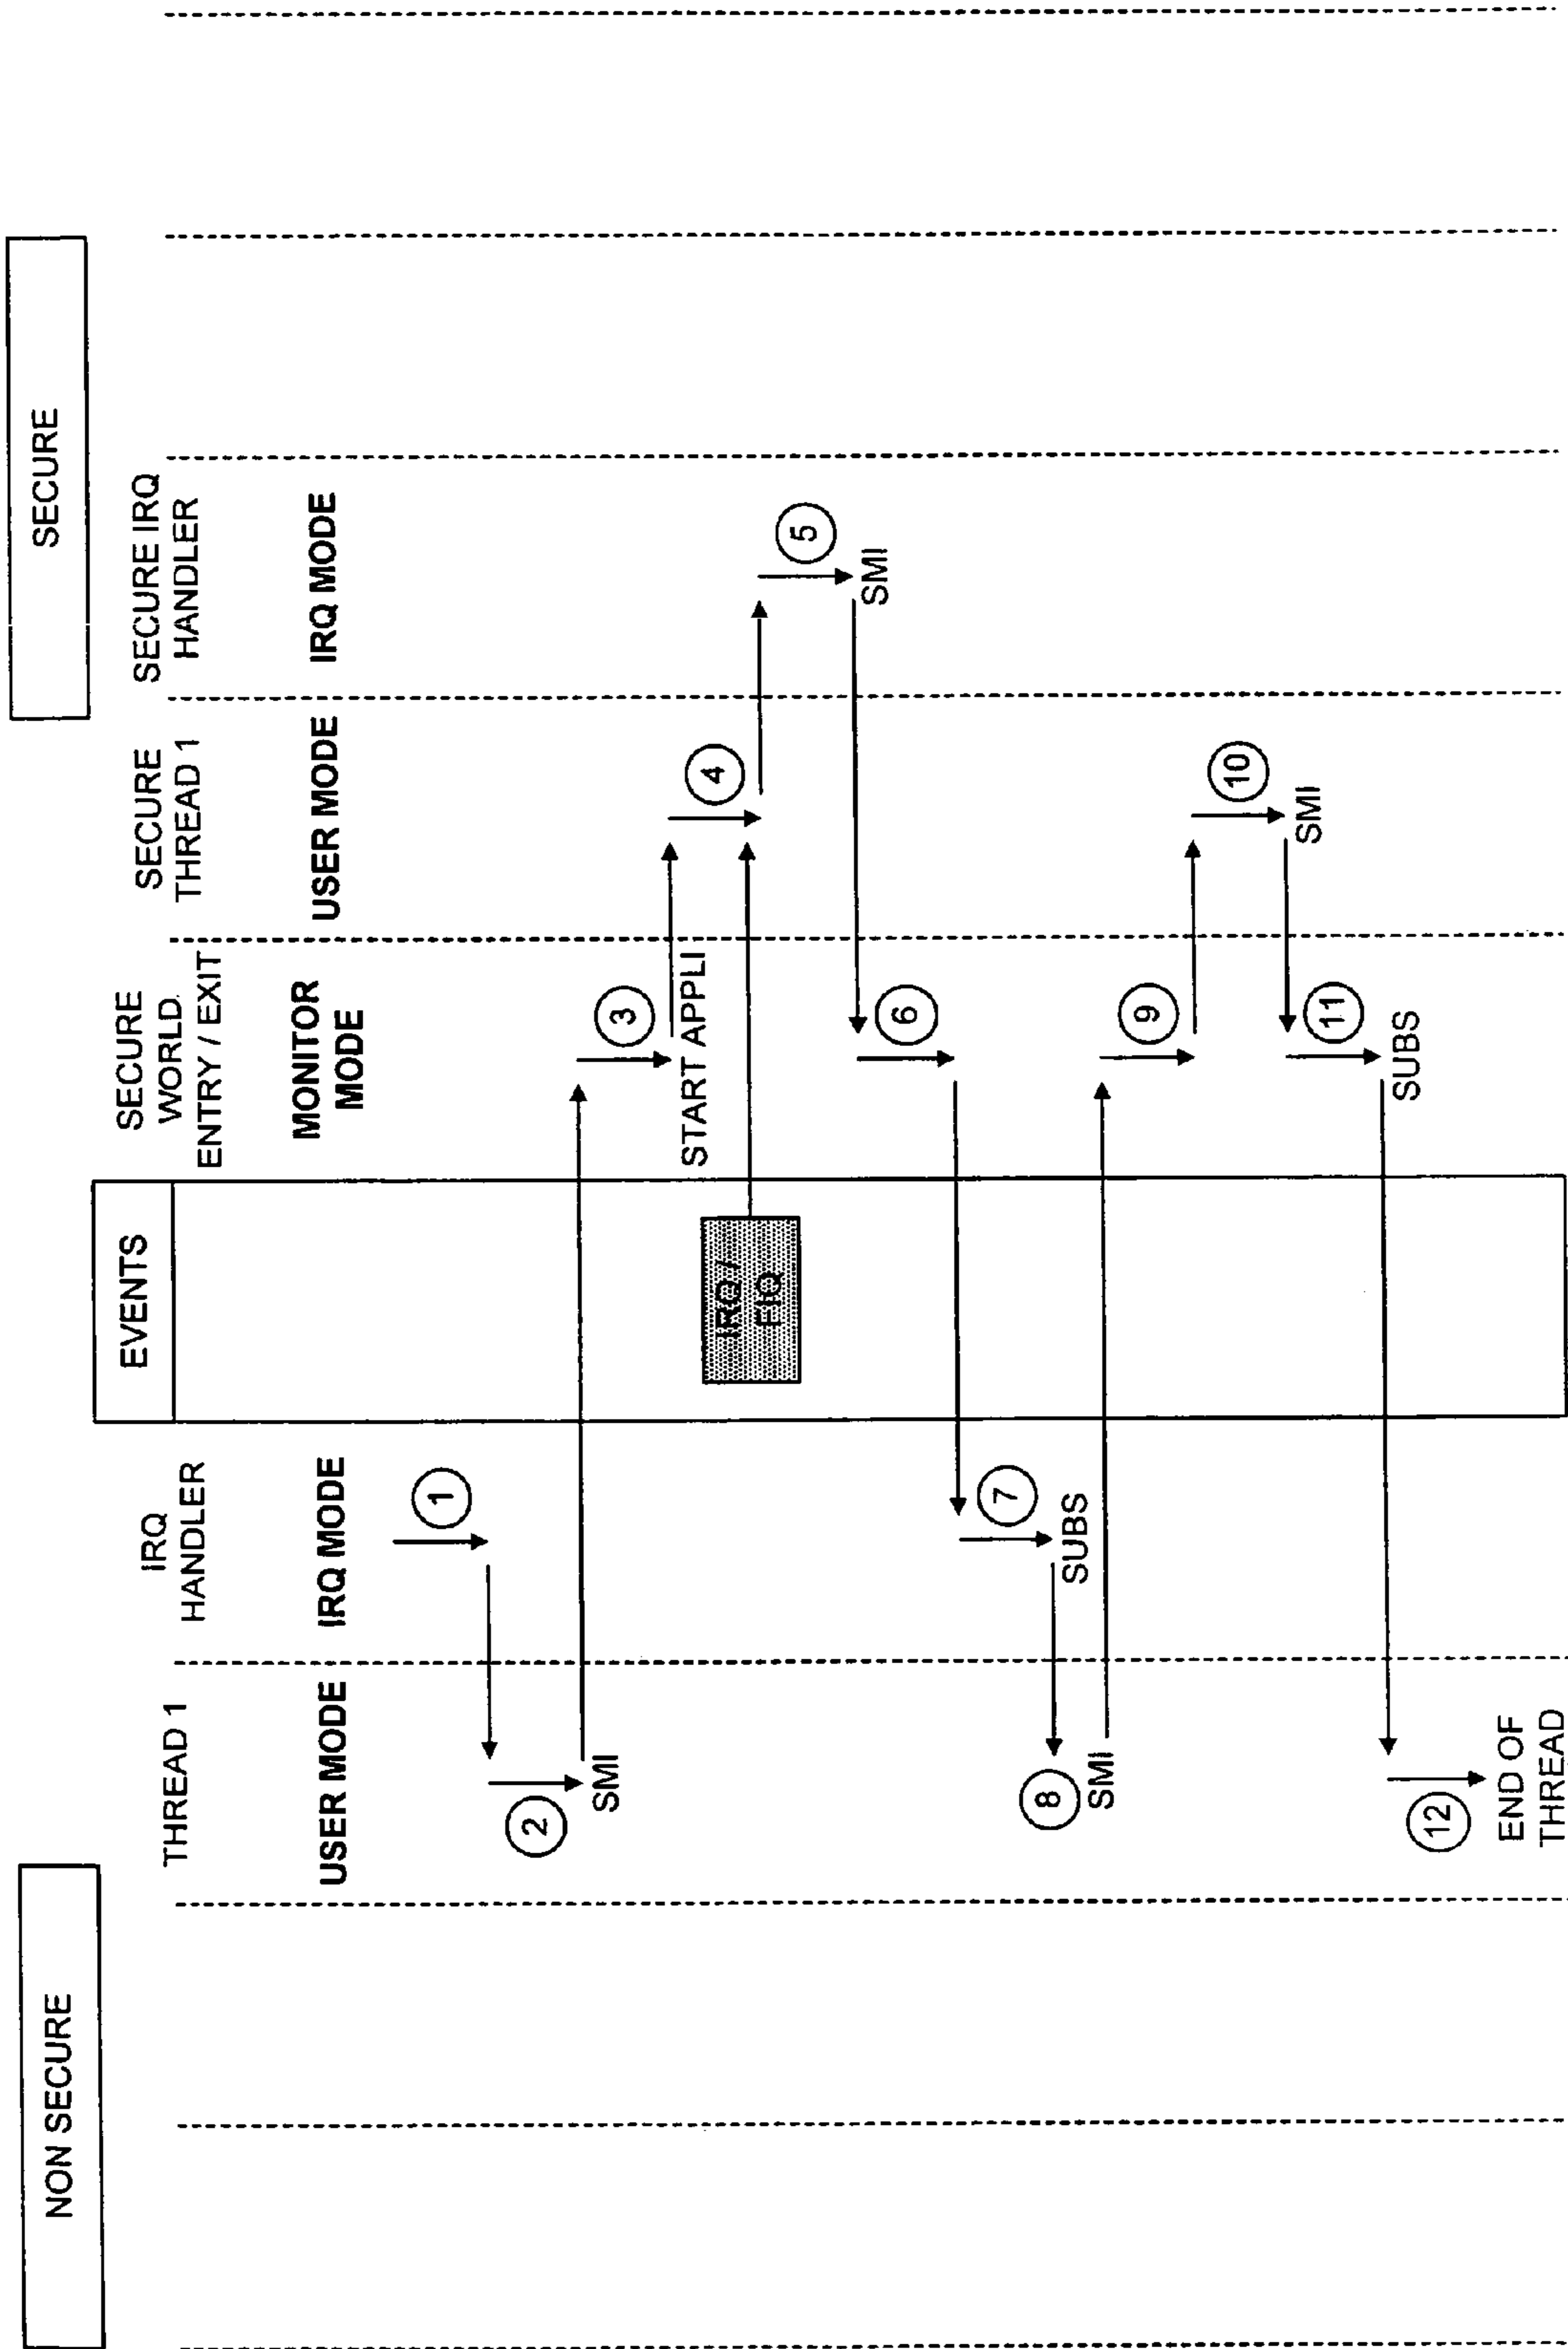 NON SECURE
SECURE
EVENTS
THREAD 1
IRQ
HANDLER
SECURE
WORLD.
ENTRY / EXIT
SECURE
THREAD 1
SECURE IRQ
HANDLER
USER MODE
IRQ MODE
MONITOR
MODE
USER MODE
IRQ MODE
1
2
SMI
3
START APPLI
4
IRQ /
FIQ
5
SMI
6
7
SUBS
8
SMI
9
10
SMI
11
SUBS
12
END OF
THREAD